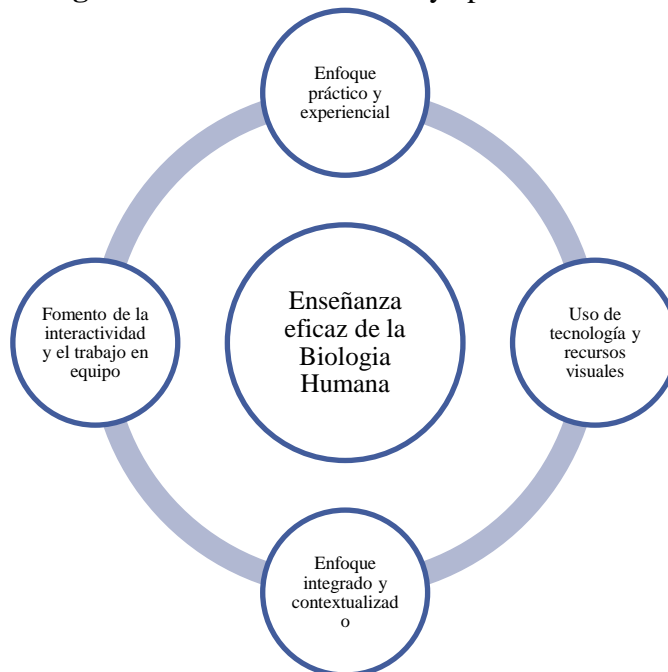 Enfoque
práctico y
experiencial
Fomento de la
interactividad
y el trabajo en
equipo
Enseñanza
eficaz de la
Biologia
Humana
Uso de
tecnología y
recursos
visuales
Enfoque
integrado y
contextualizad
o